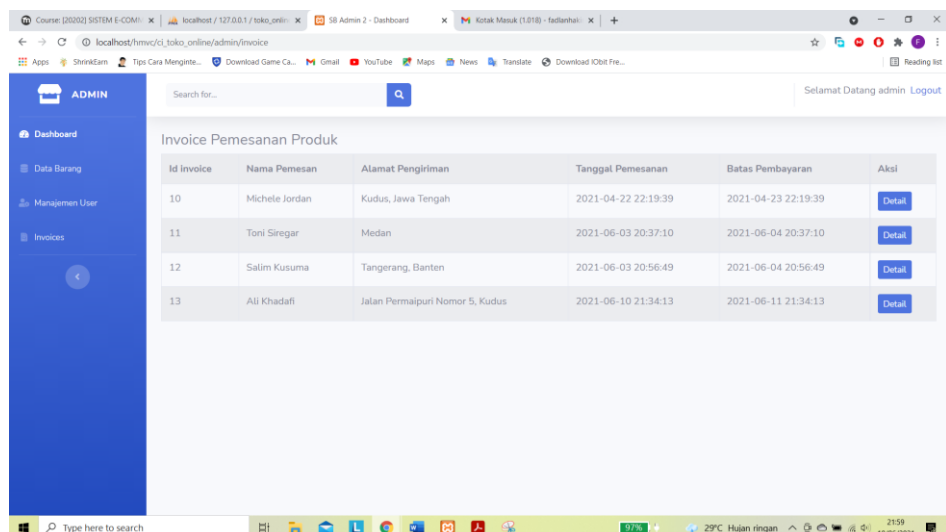 Course: [20202] SISTEM E-COM
localhost / 127.0.0.1 / toko_onlin
SB Admin 2 - Dashboard
Kotak Masuk (1.018) - fadlanhak
localhost/hmvc/ci_toko_online/admin/invoice
F
Apps ShrinkEarn Tips Cara Menginte... Download Game Ca... Gmail YouTube Maps News Translate Download IObit Fre... Reading list
ADMIN
Search for...
Selamat Datang admin Logout
Dashboard
Data Barang
Manajemen User
Invoices
Invoice Pemesanan Produk
Id Invoice Nama Pemesan Alamat Pengiriman Tanggal Pemesanan Batas Pembayaran Aksi
10 Michele Jordan Kudus, Jawa Tengah 2021-04-22 22:19:39 2021-04-23 22:19:39 Detail
11 Toni Siregar Medan 2021-06-03 20:37:10 2021-06-04 20:37:10 Detail
12 Salim Kusuma Tangerang, Banten 2021-06-03 20:56:49 2021-06-04 20:56:49 Detail
13 Ali Khadafi Jalan Permaipuri Nomor 5, Kudus 2021-06-10 21:34:13 2021-06-11 21:34:13 Detail
Type here to search
97%
29°C Hujan ringan
21:59